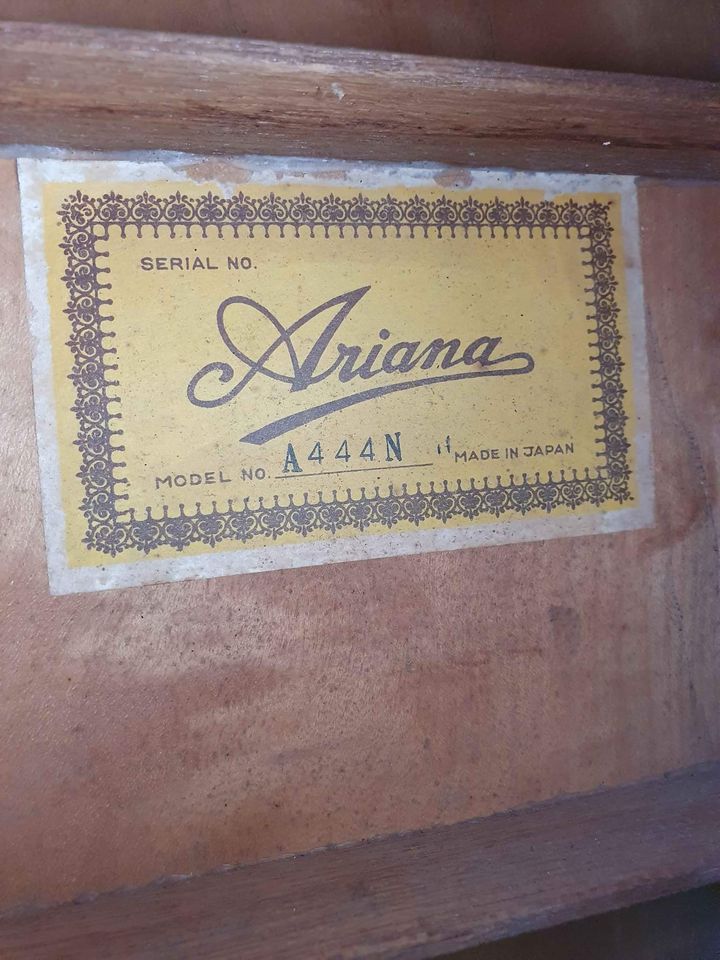 SERIAL NO.
Ariana
MODEL NO. A444N MADE IN JAPAN